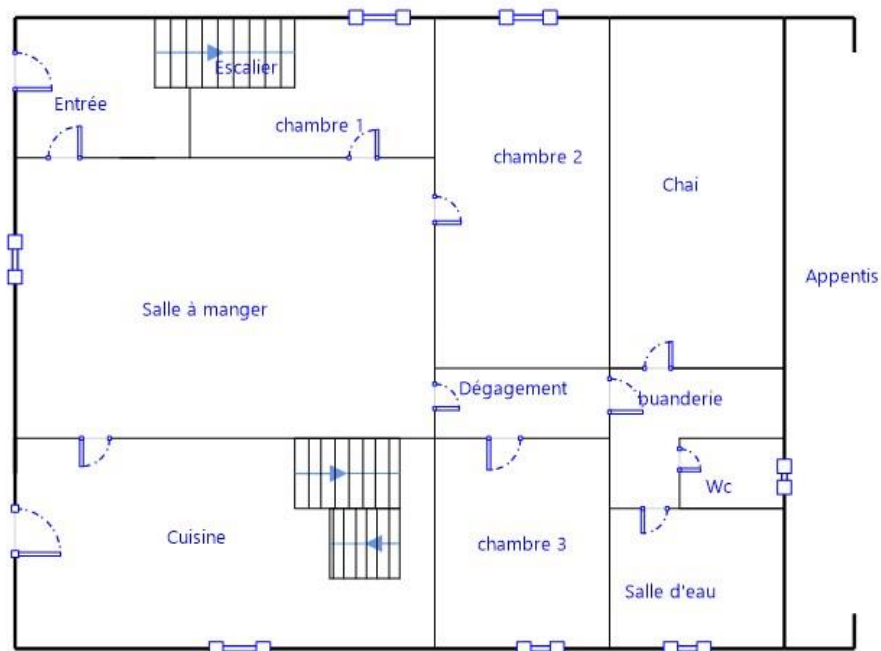 Escalier
Entrée
chambre 1
chambre 2
Chai
Appentis
Salle à manger
Dégagement
buanderie
Wc
Cuisine
chambre 3
Salle d'eau